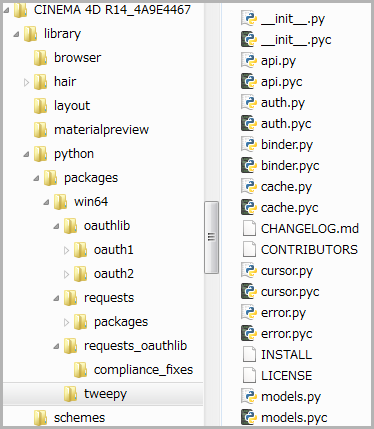 CINEMA 4D R14_4A9E4467
library
browser
hair
layout
materialpreview
python
packages
win64
oauthlib
oauth1
oauth2
requests
packages
requests_oauthlib
compliance_fixes
tweepy
schemes
__init__.py
__init__.pyc
api.py
api.pyc
auth.py
auth.pyc
binder.py
binder.pyc
cache.py
cache.pyc
CHANGELOG.md
CONTRIBUTORS
cursor.py
cursor.pyc
error.py
error.pyc
INSTALL
LICENSE
models.py
models.pyc